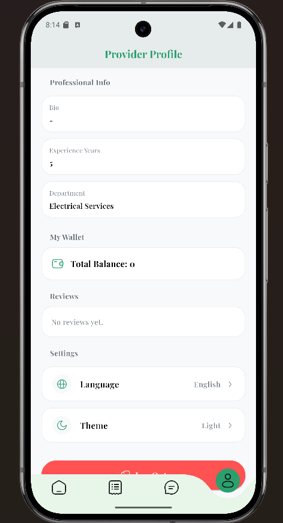 8:14
Provider Profile
Professional Info
Bio
-
Experience Years
5
Department
Electrical Services
My Wallet
Total Balance: 0
Reviews
No reviews yet.
Settings
Language English
Theme Light